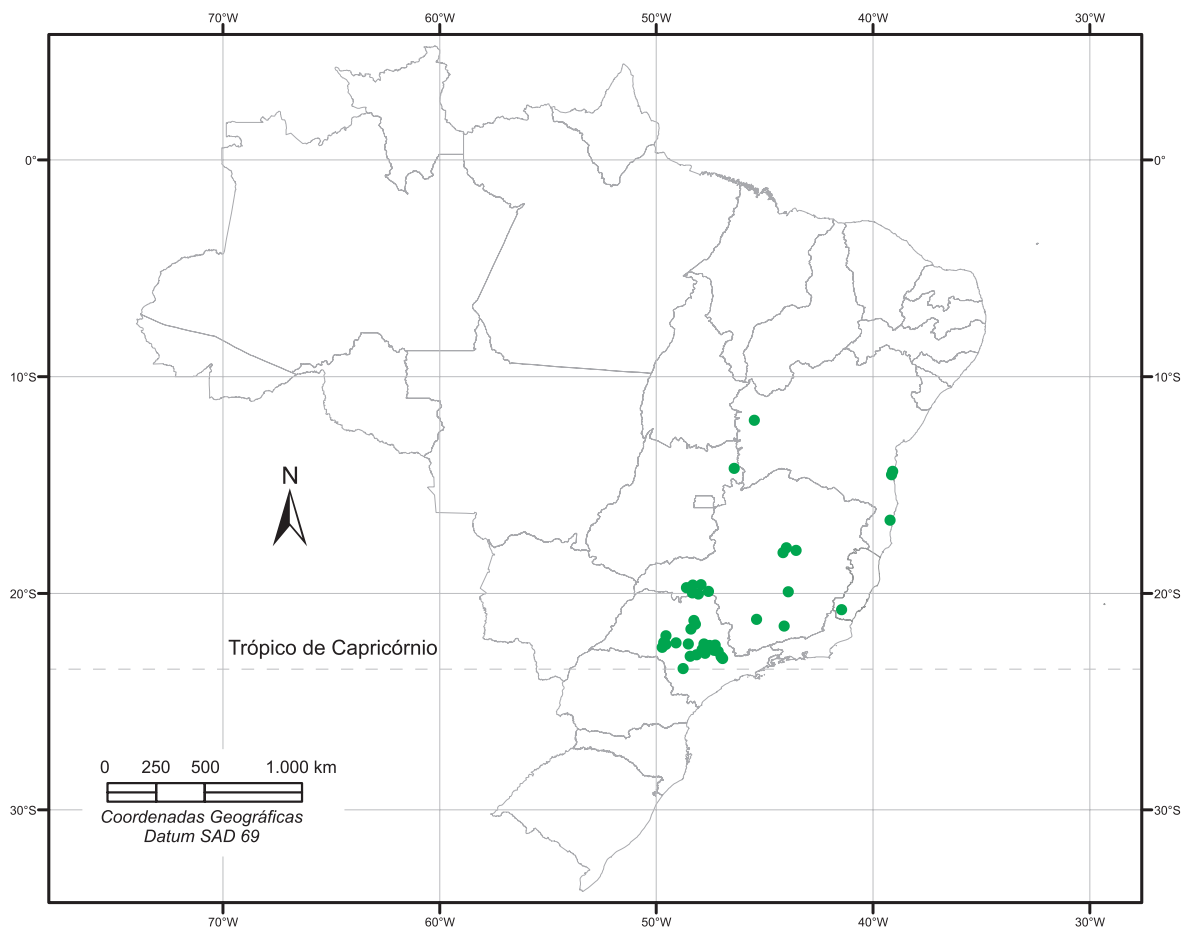 70°W 60°W 50°W 40°W 30°W
0° 0°
10°S 10°S
N
20°S 20°S
Trópico de Capricórnio
0 250 500 1.000 km
30°S 30°S
Coordenadas Geográficas
Datum SAD 69
70°W 60°W 50°W 40°W 30°W